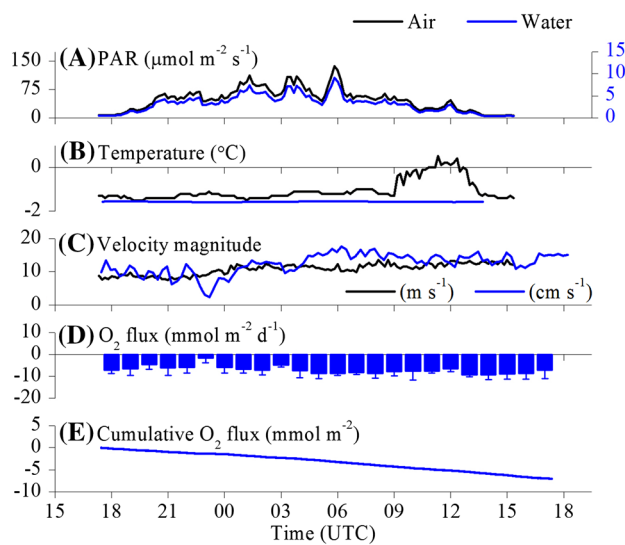 Air Water
(A) PAR (μmol m⁻² s⁻¹)
150
75
0
15
10
5
0
(B) Temperature (°C)
0
-2
(C) Velocity magnitude
20
10
0
(m s⁻¹) (cm s⁻¹)
(D) O₂ flux (mmol m⁻² d⁻¹)
10
0
-10
-20
(E) Cumulative O₂ flux (mmol m⁻²)
5
0
-5
-10
15 18 21 00 03 06 09 12 15 18
Time (UTC)